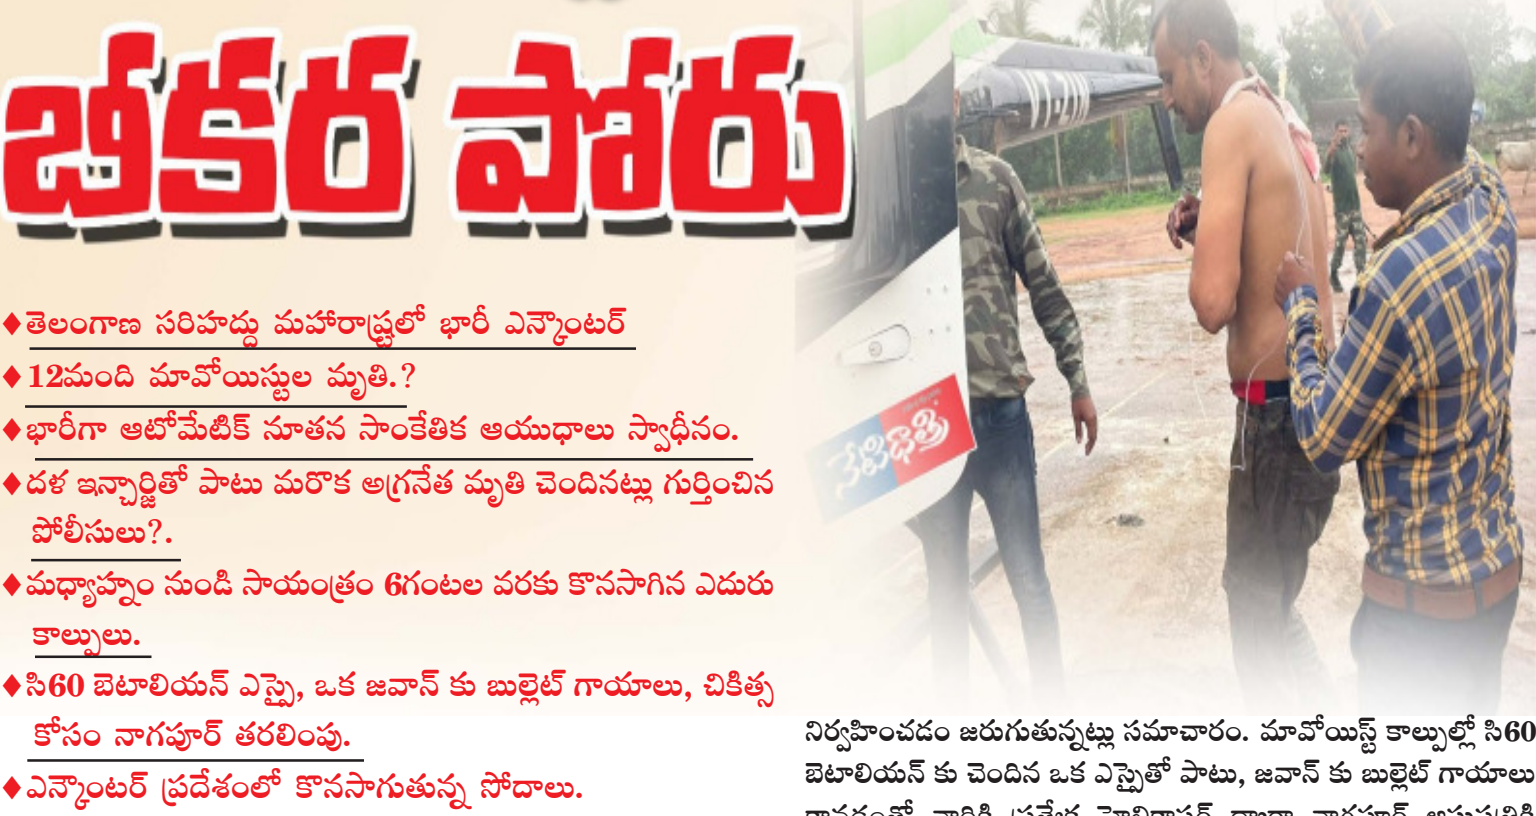 బీకర పోరు
♦తెలంగాణ సరిహద్దు మహారాష్ట్రలో భారీ ఎన్కౌంటర్
♦12మంది మావోయిస్టుల మృతి.?
♦భారీగా ఆటోమేటిక్ నూతన సాంకేతిక ఆయుధాలు స్వాధీనం.
♦దళ ఇన్చార్జితో పాటు మరొక అగ్రనేత మృతి చెందినట్లు గుర్తించిన
పోలీసులు?.
♦మధ్యాహ్నం నుండి సాయంత్రం 6గంటల వరకు కొనసాగిన ఎదురు
కాల్పులు.
♦సి60 బెటాలియన్ ఎస్సై, ఒక జవాన్ కు బుల్లెట్ గాయాలు, చికిత్స
కోసం నాగపూర్ తరలింపు.
♦ఎన్కౌంటర్ ప్రదేశంలో కొనసాగుతున్న సోదాలు.
VT-ZIN
నేటిధాత్రి
నిర్వహించడం జరుగుతున్నట్లు సమాచారం. మావోయిస్ట్ కాల్పుల్లో సి60
బెటాలియన్ కు చెందిన ఒక ఎస్సైతో పాటు, జవాన్ కు బుల్లెట్ గాయాలు